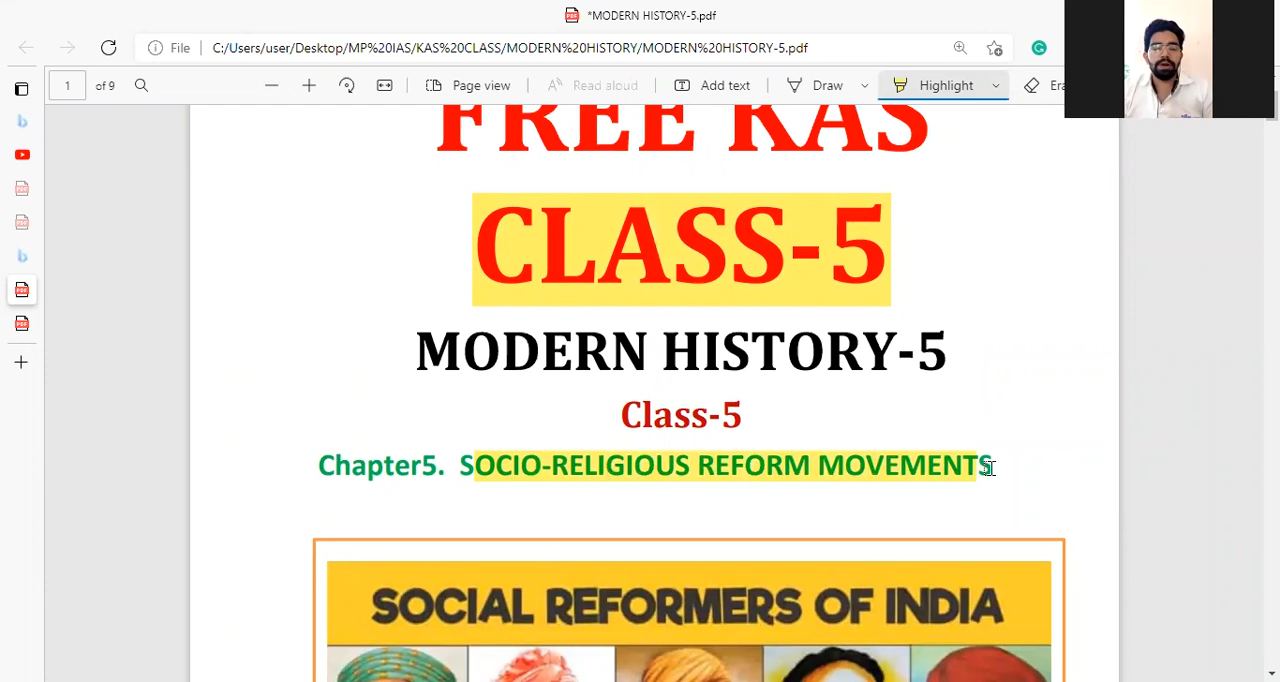 *MODERN HISTORY-5.pdf
File C:/Users/user/Desktop/MP%20IAS/KAS%20CLASS/MODERN%20HISTORY/MODERN%20HISTORY-5.pdf
1 of 9 Page view Read aloud Add text Draw Highlight Era
FREE KAS
CLASS-5
MODERN HISTORY-5
Class-5
Chapter5. SOCIO-RELIGIOUS REFORM MOVEMENTS
SOCIAL REFORMERS OF INDIA